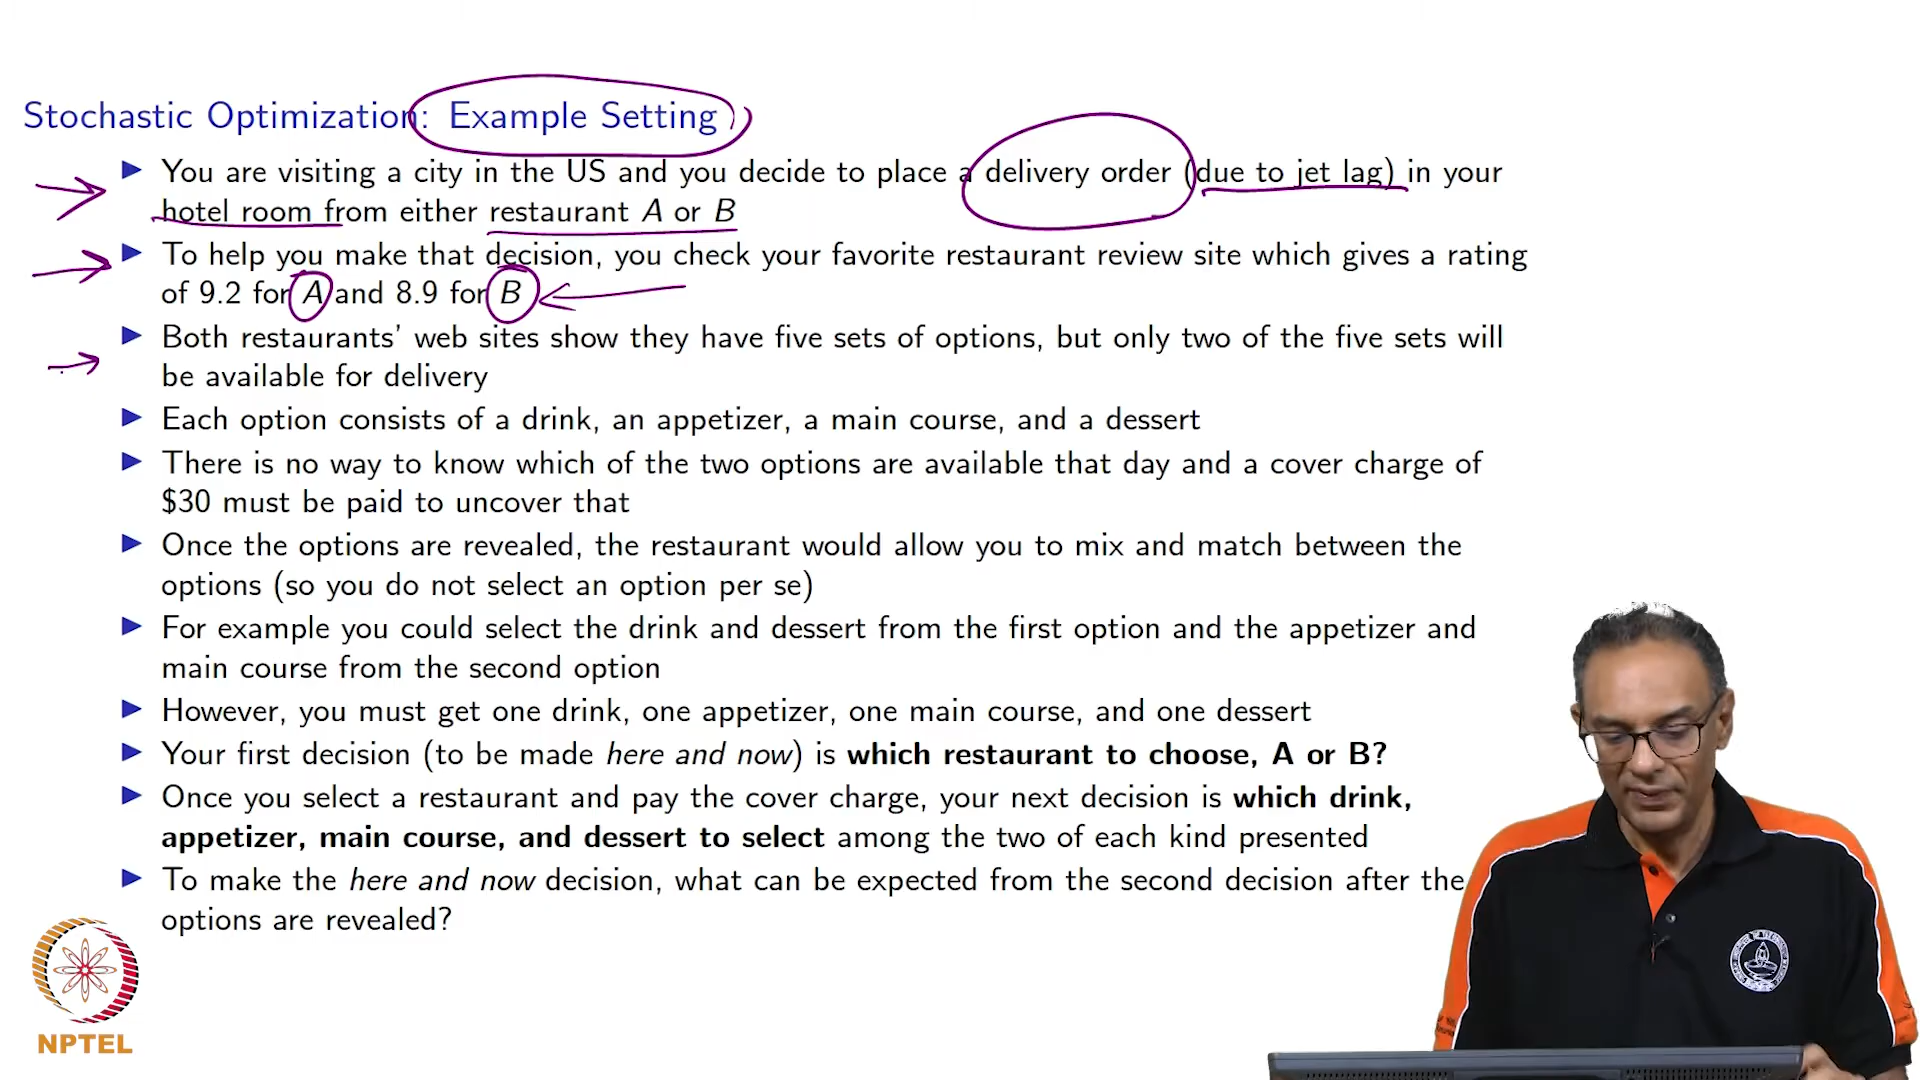 Stochastic Optimization: Example Setting
▶ You are visiting a city in the US and you decide to place a delivery order (due to jet lag) in your
hotel room from either restaurant A or B
▶ To help you make that decision, you check your favorite restaurant review site which gives a rating
of 9.2 for A and 8.9 for B
▶ Both restaurants' web sites show they have five sets of options, but only two of the five sets will
be available for delivery
▶ Each option consists of a drink, an appetizer, a main course, and a dessert
▶ There is no way to know which of the two options are available that day and a cover charge of
$30 must be paid to uncover that
▶ Once the options are revealed, the restaurant would allow you to mix and match between the
options (so you do not select an option per se)
▶ For example you could select the drink and dessert from the first option and the appetizer and
main course from the second option
▶ However, you must get one drink, one appetizer, one main course, and one dessert
▶ Your first decision (to be made here and now) is which restaurant to choose, A or B?
▶ Once you select a restaurant and pay the cover charge, your next decision is which drink,
appetizer, main course, and dessert to select among the two of each kind presented
▶ To make the here and now decision, what can be expected from the second decision after the
options are revealed?
NPTEL